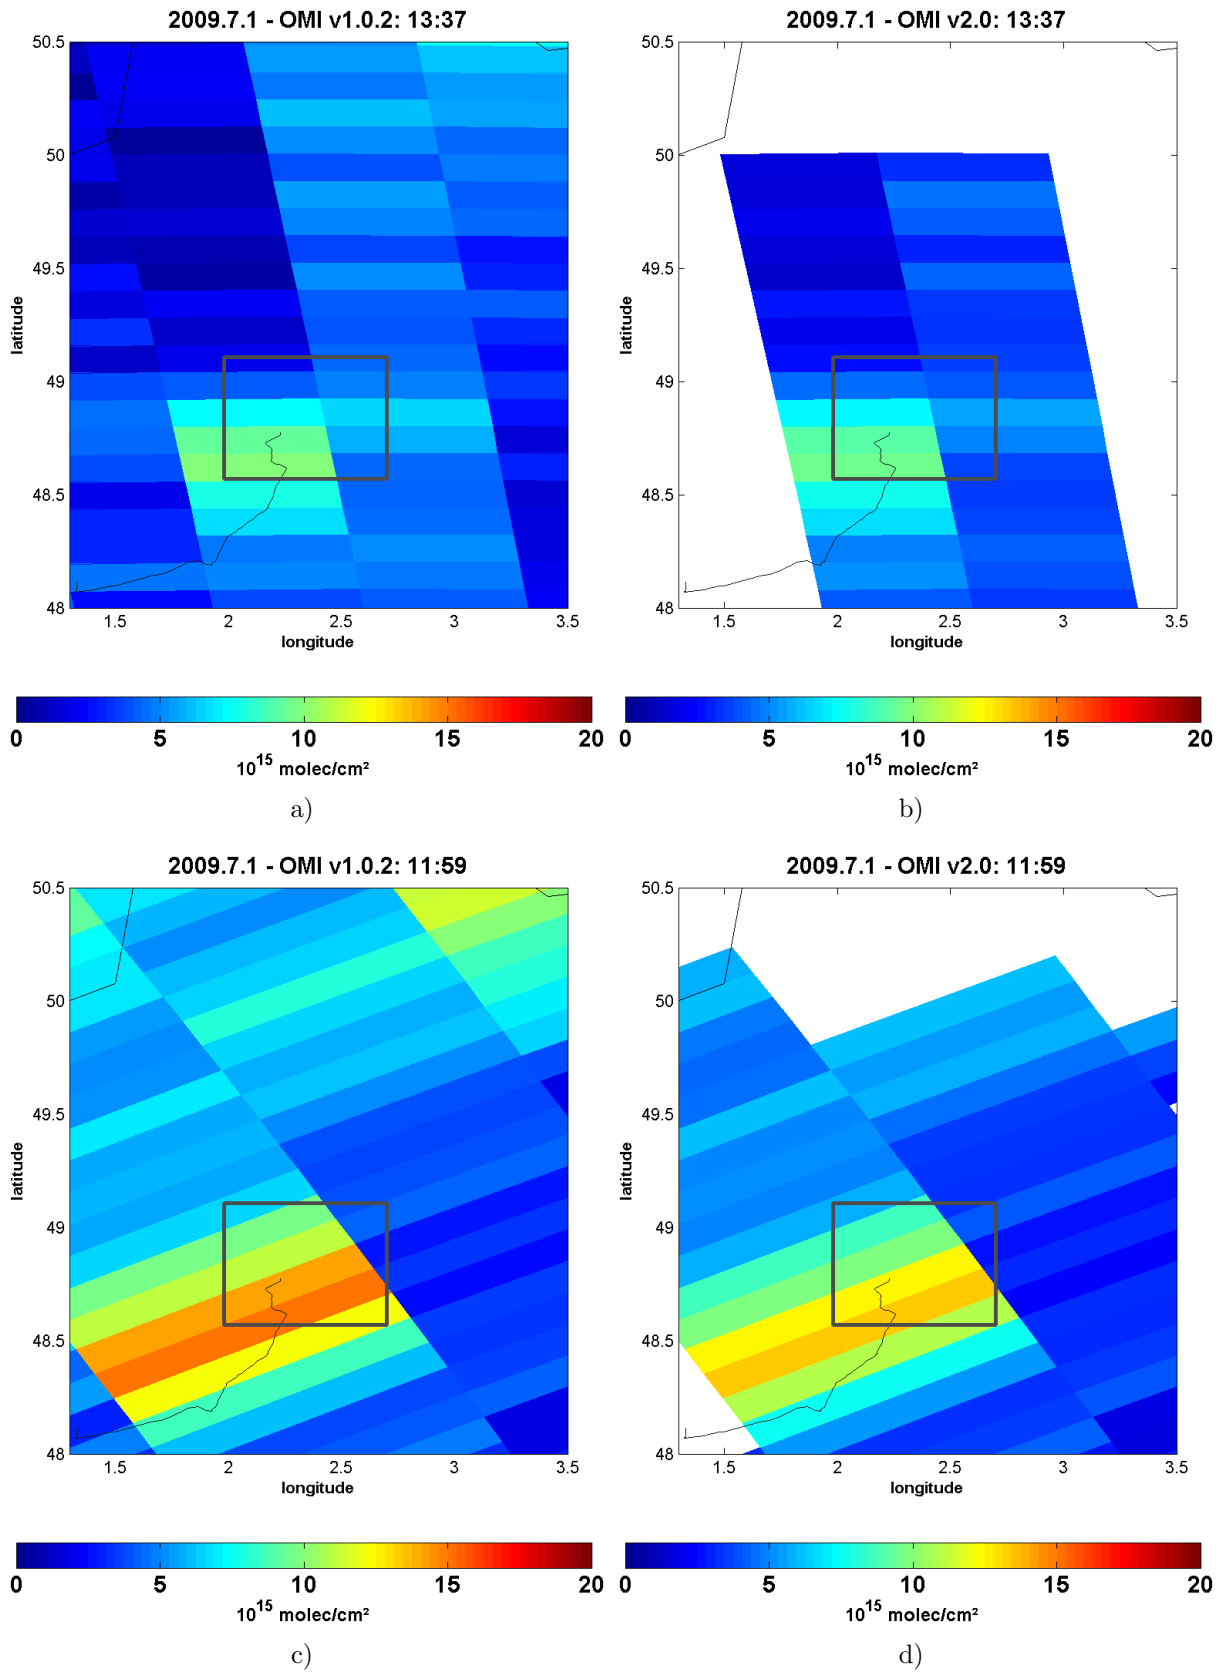 2009.7.1 - OMI v1.0.2: 13:37
50.5
50
49.5
49
48.5
48
latitude
1.5 2 2.5 3 3.5
longitude
0 5 10 15 20
10^15 molec/cm²
a)
2009.7.1 - OMI v2.0: 13:37
50.5
50
49.5
49
48.5
48
latitude
1.5 2 2.5 3 3.5
longitude
0 5 10 15 20
10^15 molec/cm²
b)
2009.7.1 - OMI v1.0.2: 11:59
50.5
50
49.5
49
48.5
48
latitude
1.5 2 2.5 3 3.5
longitude
0 5 10 15 20
10^15 molec/cm²
c)
2009.7.1 - OMI v2.0: 11:59
50.5
50
49.5
49
48.5
48
latitude
1.5 2 2.5 3 3.5
longitude
0 5 10 15 20
10^15 molec/cm²
d)